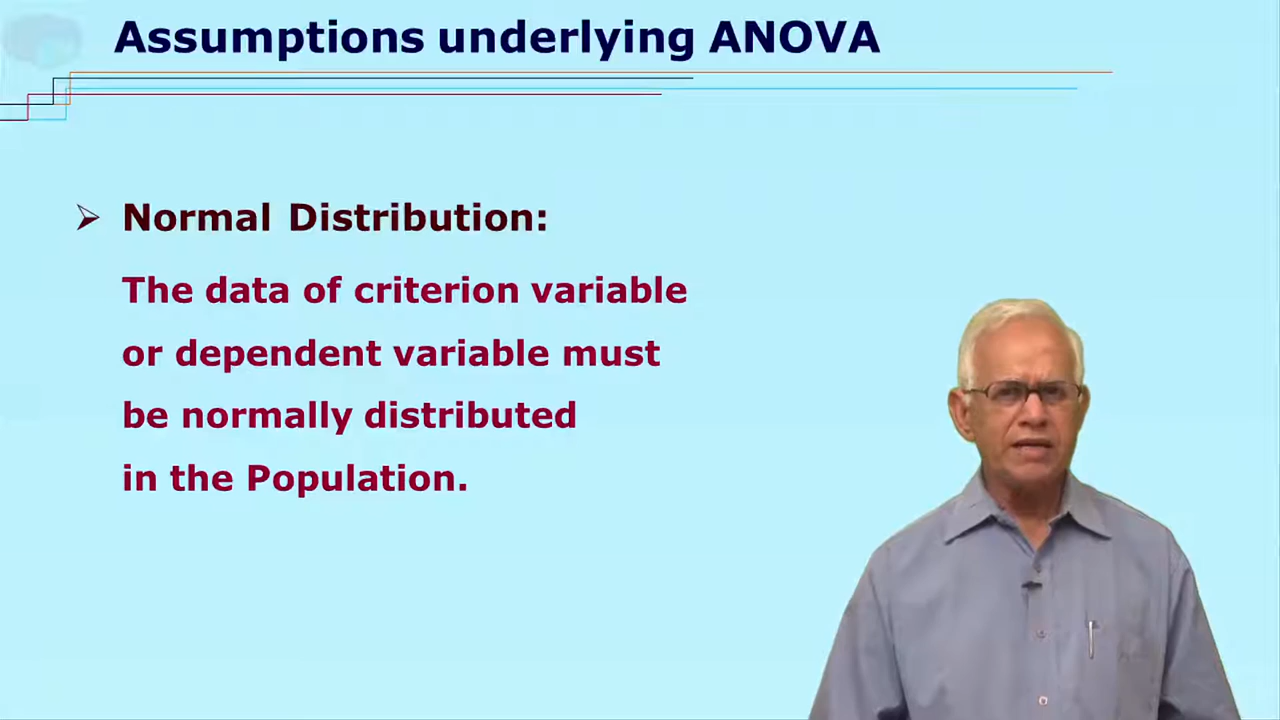 Assumptions underlying ANOVA
Normal Distribution:
The data of criterion variable
or dependent variable must
be normally distributed
in the Population.